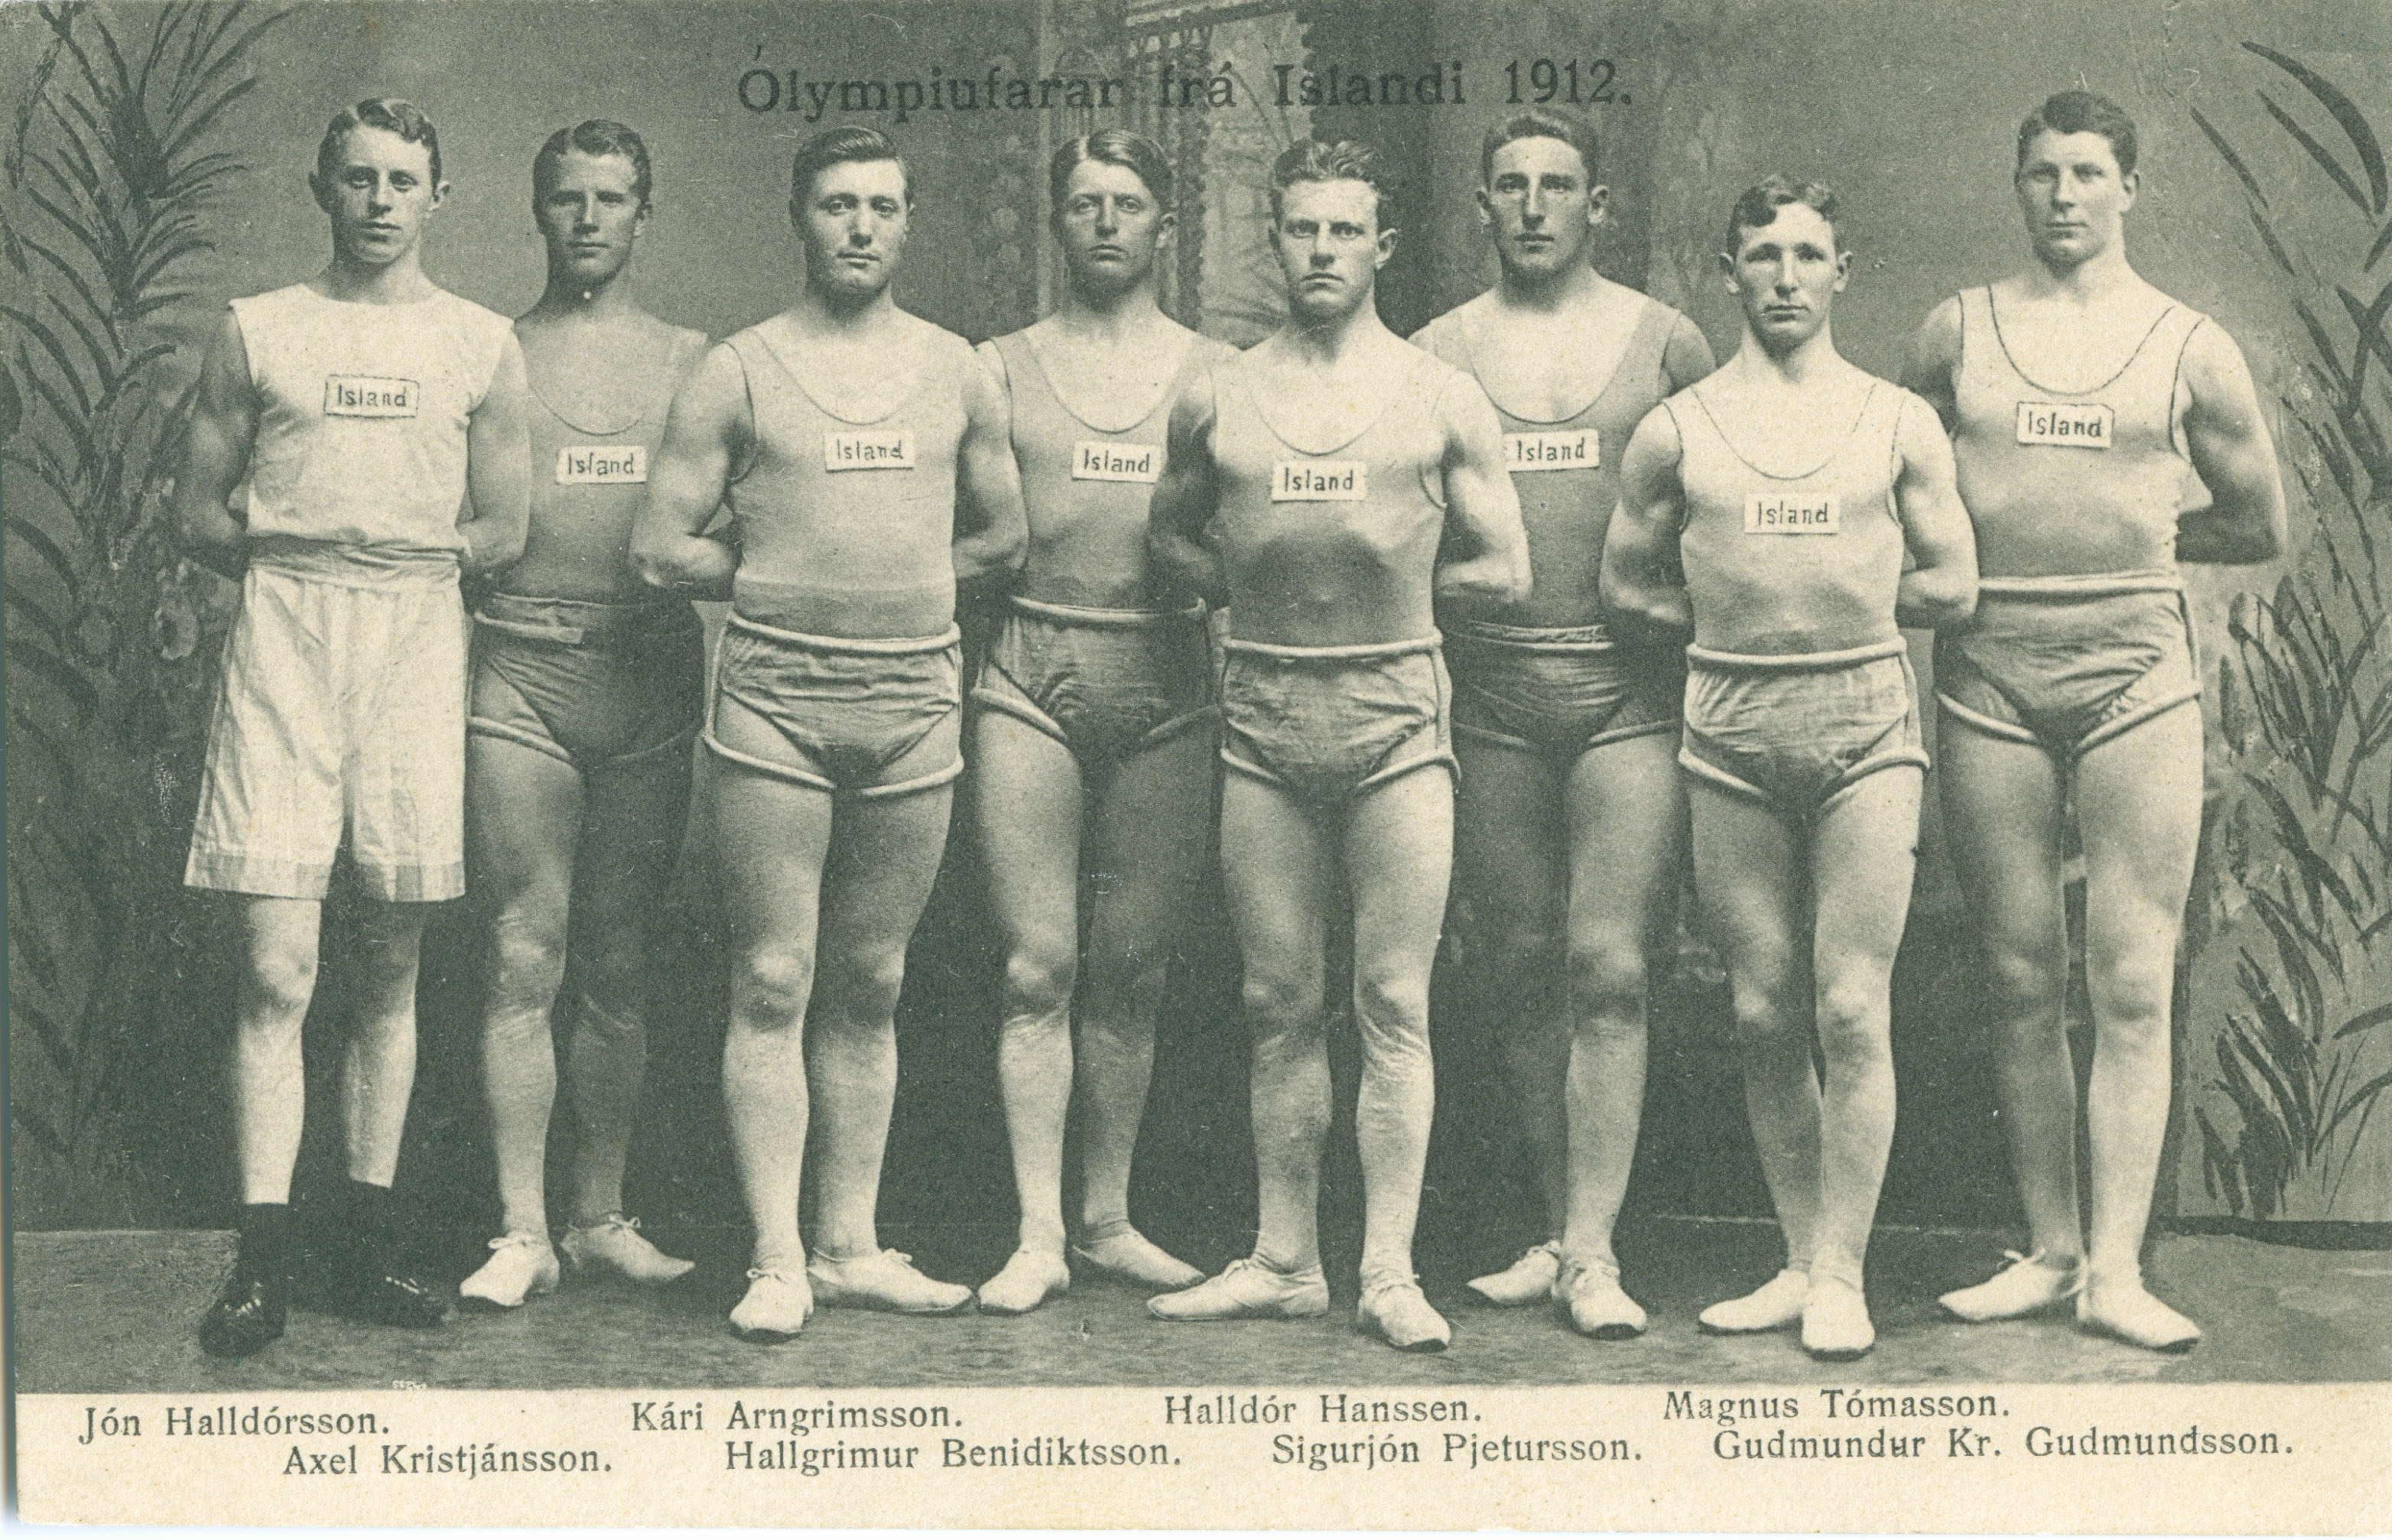 Ólympiufarar frá Islandi 1912.
Island
Island
Island
Island
Island
Island
Island
Island
Jón Halldórsson. Kári Arngrimsson. Halldór Hanssen. Magnus Tómasson.
Axel Kristjánsson. Hallgrimur Benidiktsson. Sigurjón Pjetursson. Gudmundur Kr. Gudmundsson.